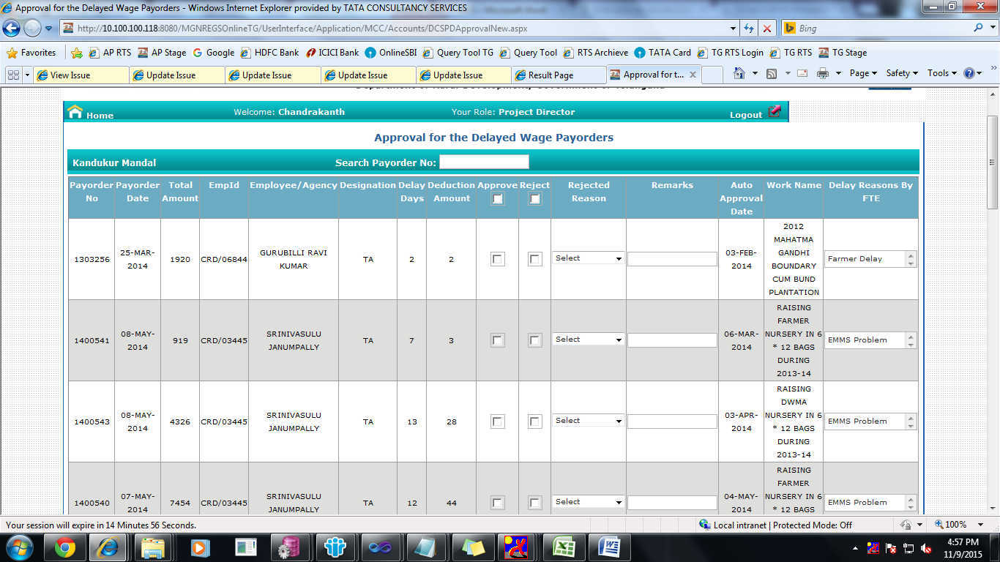 Approval for the Delayed Wage Payorders - Windows Internet Explorer provided by TATA CONSULTANCY SERVICES
http://10.100.100.118:8080/MGNREGSOnlineTG/UserInterface/Application/MCC/Accounts/DCSPDApprovalNew.aspx
Bing
Favorites AP RTS AP Stage Google HDFC Bank ICICI Bank OnlineSBI Query Tool TG Query Tool RTS Archieve TATA Card TG RTS Login TG RTS TG Stage
View Issue Update Issue Update Issue Update Issue Update Issue Result Page Approval for t... Page Safety Tools
Department of Rural Development, Government of Telangana
Home Welcome: Chandrakanth Your Role: Project Director Logout
Approval for the Delayed Wage Payorders
Kandukur Mandal Search Payorder No:
Payorder Payorder Total EmpId Employee/Agency Designation Delay Deduction Approve Reject Rejected Remarks Auto Work Name Delay Reasons By
No Date Amount Days Amount Reason Approval FTE
Date
2012
MAHATMA
25-MAR- GURUBILLI RAVI 03-FEB- GANDHI
1303256 1920 CRD/06844 TA 2 2 Select Farmer Delay
2014 KUMAR 2014 BOUNDARY
CUM BUND
PLANTATION
RAISING
FARMER
08-MAY- SRINIVASULU 06-MAR- NURSERY IN 6
1400541 919 CRD/03445 TA 7 3 Select EMMS Problem
2014 JANUMPALLY 2014 * 12 BAGS
DURING
2013-14
RAISING
DWMA
08-MAY- SRINIVASULU 03-APR- NURSERY IN 6
1400543 4326 CRD/03445 TA 13 28 Select EMMS Problem
2014 JANUMPALLY 2014 * 12 BAGS
DURING
2013-14
RAISING
FARMER
07-MAY- SRINIVASULU 04-MAY- NURSERY IN 6
1400540 7454 CRD/03445 TA 12 44 Select EMMS Problem
2014 JANUMPALLY 2014 * 12 BAGS
Your session will expire in 14 Minutes 56 Seconds. Local intranet | Protected Mode: Off 100%
4:57 PM
11/9/2015